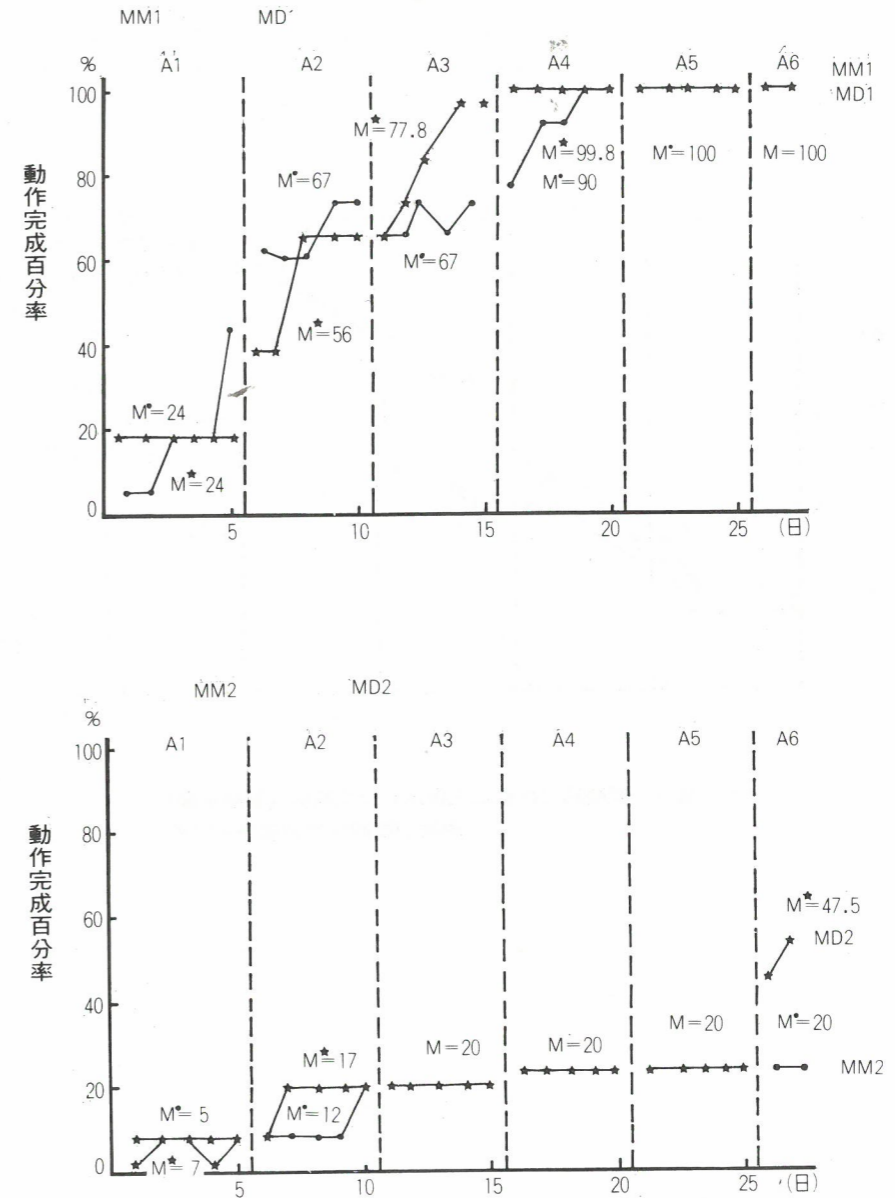 MM1 MD1
% A1 A2 A3 A4 A5 A6 MM1
MD1
動作完成百分率
100
80
60
40
20
0
M•=24
M★=24
M•=67
M★=56
M★=77.8
M•=67
M★=99.8
M•=90
M•=100
M=100
5 10 15 20 25 (日)
MM2 MD2
% A1 A2 A3 A4 A5 A6
動作完成百分率
100
80
60
40
20
0
M•=5
M★=7
M★=17
M•=12
M=20
M=20
M=20
M★=47.5
MD2
M•=20
MM2
5 10 15 20 25 (日)